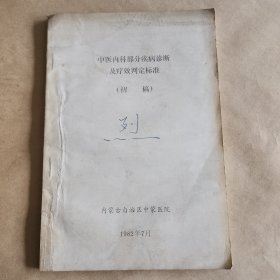 中医内科部分疾病诊断
及疗效判定标准
（初　稿）
列
内蒙古自治区中蒙医院
1982年7月